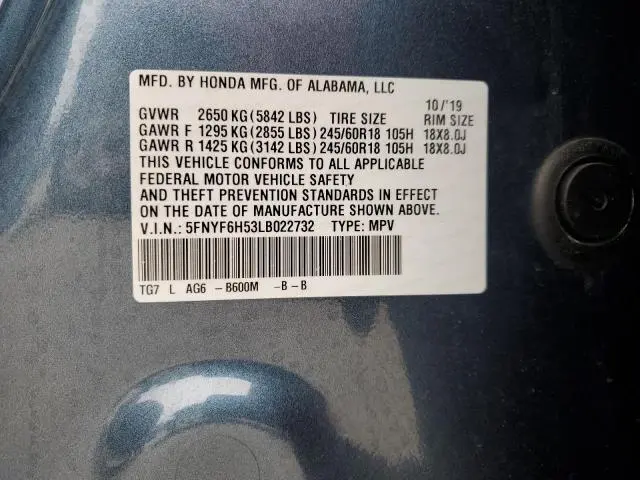 MFD. BY HONDA MFG. OF ALABAMA, LLC
10/'19
GVWR 2650 KG (5842 LBS) TIRE SIZE RIM SIZE
GAWR F 1295 KG (2855 LBS) 245/60R18 105H 18X8.0J
GAWR R 1425 KG (3142 LBS) 245/60R18 105H 18X8.0J
THIS VEHICLE CONFORMS TO ALL APPLICABLE
FEDERAL MOTOR VEHICLE SAFETY
AND THEFT PREVENTION STANDARDS IN EFFECT
ON THE DATE OF MANUFACTURE SHOWN ABOVE.
V.I.N.: 5FNYF6H53LB022732 TYPE: MPV
TG7 L AG6 -B600M -B-B